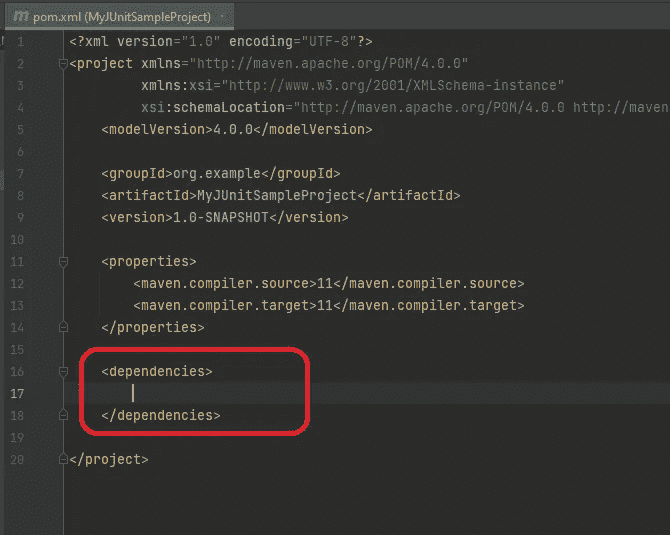 pom.xml (MyJUnitSampleProject)
1 <?xml version="1.0" encoding="UTF-8"?>
2 <project xmlns="http://maven.apache.org/POM/4.0.0"
3 xmlns:xsi="http://www.w3.org/2001/XMLSchema-instance"
4 xsi:schemaLocation="http://maven.apache.org/POM/4.0.0 http://maven
5 <modelVersion>4.0.0</modelVersion>
6
7 <groupId>org.example</groupId>
8 <artifactId>MyJUnitSampleProject</artifactId>
9 <version>1.0-SNAPSHOT</version>
10
11 <properties>
12 <maven.compiler.source>11</maven.compiler.source>
13 <maven.compiler.target>11</maven.compiler.target>
14 </properties>
15
16 <dependencies>
17
18 </dependencies>
19
20 </project>